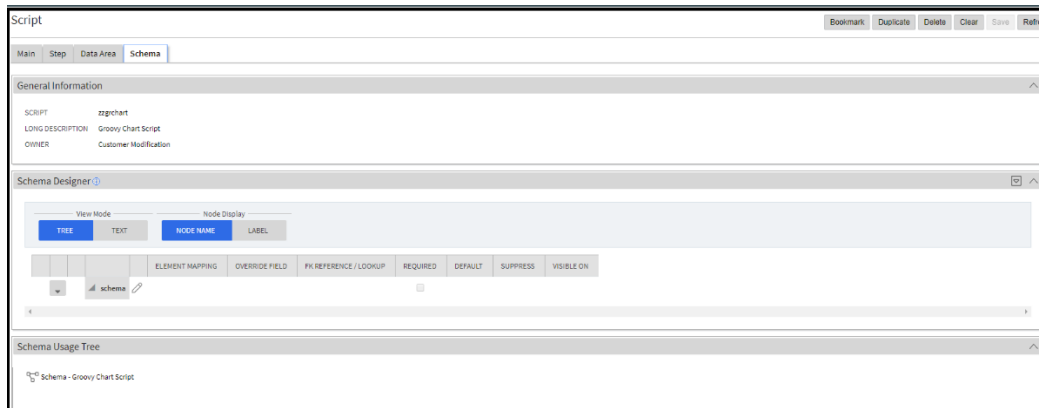 Script
Bookmark Duplicate Delete Clear Save Refre
Main Step Data Area Schema
General Information
SCRIPT zzgrchart
LONG DESCRIPTION Groovy Chart Script
OWNER Customer Modification
Schema Designer
View Mode Node Display
TREE TEXT NODE NAME LABEL
ELEMENT MAPPING OVERRIDE FIELD FK REFERENCE / LOOKUP REQUIRED DEFAULT SUPPRESS VISIBLE ON
schema
Schema Usage Tree
Schema - Groovy Chart Script